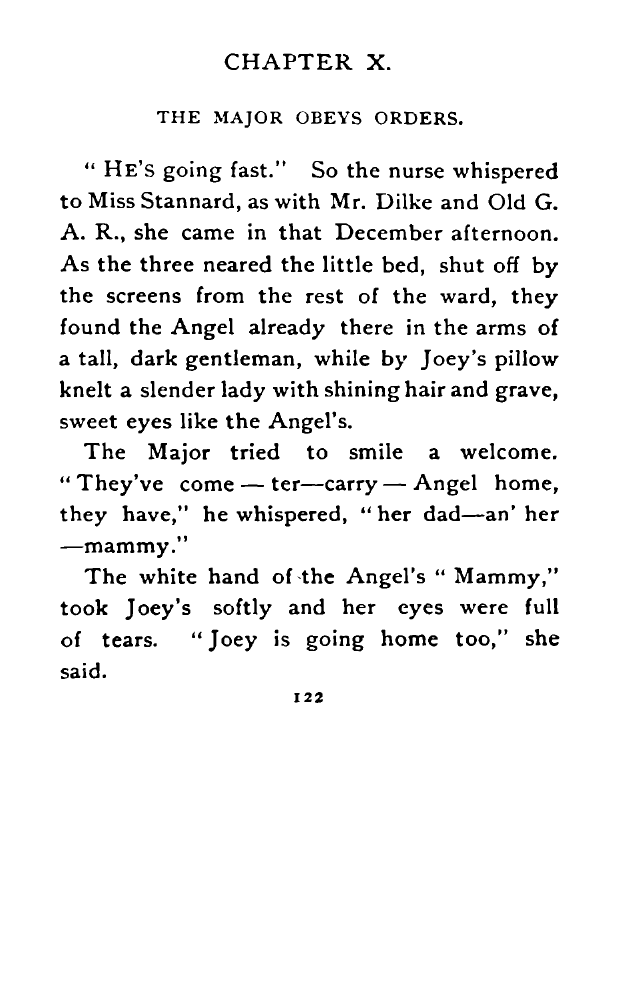 CHAPTER X.
THE MAJOR OBEYS ORDERS.
" HE'S going fast." So the nurse whispered
to Miss Stannard, as with Mr. Dilke and Old G.
A. R., she came in that December afternoon.
As the three neared the little bed, shut off by
the screens from the rest of the ward, they
found the Angel already there in the arms of
a tall, dark gentleman, while by Joey's pillow
knelt a slender lady with shining hair and grave,
sweet eyes like the Angel's.
The Major tried to smile a welcome.
" They've come — ter—carry — Angel home,
they have," he whispered, " her dad—an' her
—mammy."
The white hand of the Angel's " Mammy,"
took Joey's softly and her eyes were full
of tears. " Joey is going home too," she
said.
122